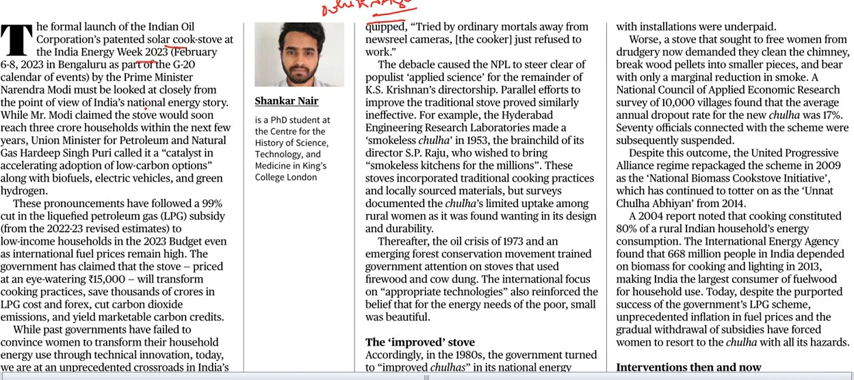 The formal launch of the Indian Oil
Corporation's patented solar cook-stove at
the India Energy Week 2023 (February
6-8, 2023 in Bengaluru as part of the G-20
calendar of events) by the Prime Minister
Narendra Modi must be looked at closely from
the point of view of India's national energy story.
While Mr. Modi claimed the stove would soon
reach three crore households within the next few
years, Union Minister for Petroleum and Natural
Gas Hardeep Singh Puri called it a "catalyst in
accelerating adoption of low-carbon options"
along with biofuels, electric vehicles, and green
hydrogen.
These pronouncements have followed a 99%
cut in the liquefied petroleum gas (LPG) subsidy
(from the 2022-23 revised estimates) to
low-income households in the 2023 Budget even
as international fuel prices remain high. The
government has claimed that the stove – priced
at an eye-watering ₹15,000 – will transform
cooking practices, save thousands of crores in
LPG cost and forex, cut carbon dioxide
emissions, and yield marketable carbon credits.
While past governments have failed to
convince women to transform their household
energy use through technical innovation, today,
we are at an unprecedented crossroads in India's
Shankar Nair
is a PhD student at
the Centre for the
History of Science,
Technology, and
Medicine in King's
College London
quipped, "Tried by ordinary mortals away from
newsreel cameras, [the cooker] just refused to
work."
The debacle caused the NPL to steer clear of
populist 'applied science' for the remainder of
K.S. Krishnan's directorship. Parallel efforts to
improve the traditional stove proved similarly
ineffective. For example, the Hyderabad
Engineering Research Laboratories made a
'smokeless chulha' in 1953, the brainchild of its
director S.P. Raju, who wished to bring
"smokeless kitchens for the millions". These
stoves incorporated traditional cooking practices
and locally sourced materials, but surveys
documented the chulha's limited uptake among
rural women as it was found wanting in its design
and durability.
Thereafter, the oil crisis of 1973 and an
emerging forest conservation movement trained
government attention on stoves that used
firewood and cow dung. The international focus
on "appropriate technologies" also reinforced the
belief that for the energy needs of the poor, small
was beautiful.
The 'improved' stove
Accordingly, in the 1980s, the government turned
to "improved chulhas" in its national energy
with installations were underpaid.
Worse, a stove that sought to free women from
drudgery now demanded they clean the chimney,
break wood pellets into smaller pieces, and bear
with only a marginal reduction in smoke. A
National Council of Applied Economic Research
survey of 10,000 villages found that the average
annual dropout rate for the new chulha was 17%.
Seventy officials connected with the scheme were
subsequently suspended.
Despite this outcome, the United Progressive
Alliance regime repackaged the scheme in 2009
as the 'National Biomass Cookstove Initiative',
which has continued to totter on as the 'Unnat
Chulha Abhiyan' from 2014.
A 2004 report noted that cooking constituted
80% of a rural Indian household's energy
consumption. The International Energy Agency
found that 668 million people in India depended
on biomass for cooking and lighting in 2013,
making India the largest consumer of fuelwood
for household use. Today, despite the purported
success of the government's LPG scheme,
unprecedented inflation in fuel prices and the
gradual withdrawal of subsidies have forced
women to resort to the chulha with all its hazards.
Interventions then and now